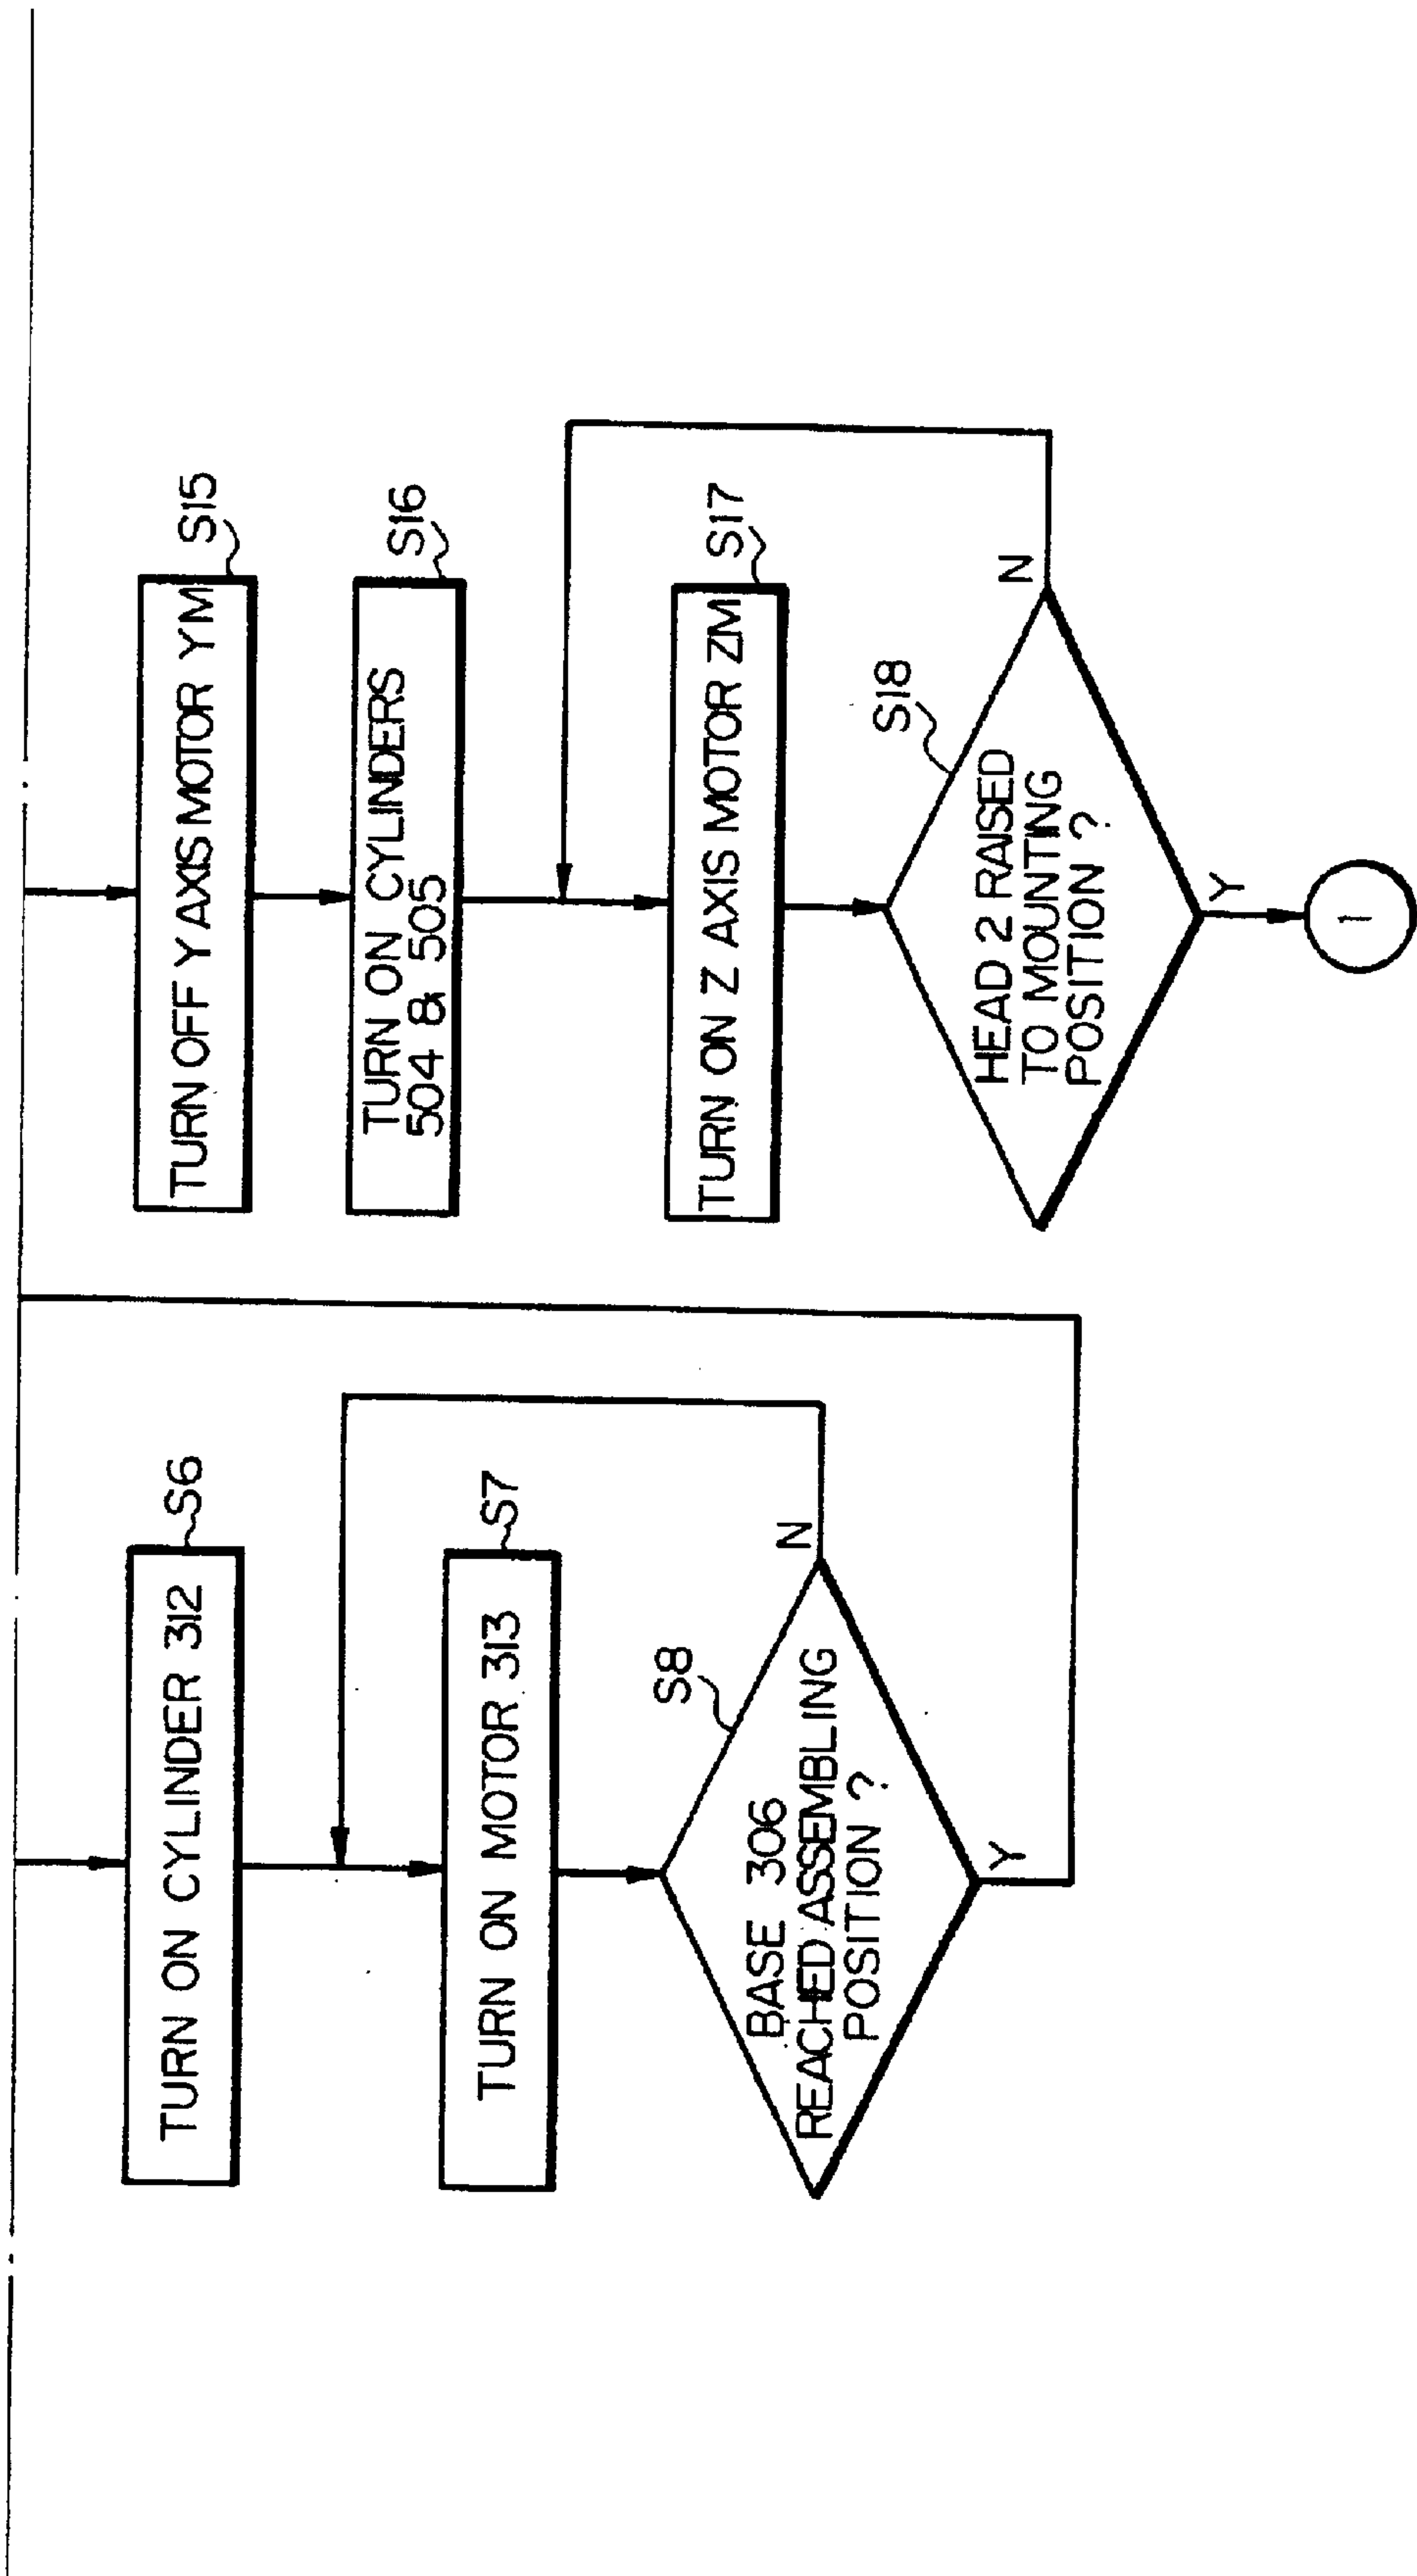 TURN ON CYLINDER 312
S6
TURN ON MOTOR 313
S7
S8
BASE 306
REACHED ASSEMBLING
POSITION ?
N
Y
TURN OFF Y AXIS MOTOR YM
S15
TURN ON CYLINDERS
504 & 505
S16
TURN ON Z AXIS MOTOR ZM
S17
S18
HEAD 2 RAISED
TO MOUNTING
POSITION ?
N
Y
1